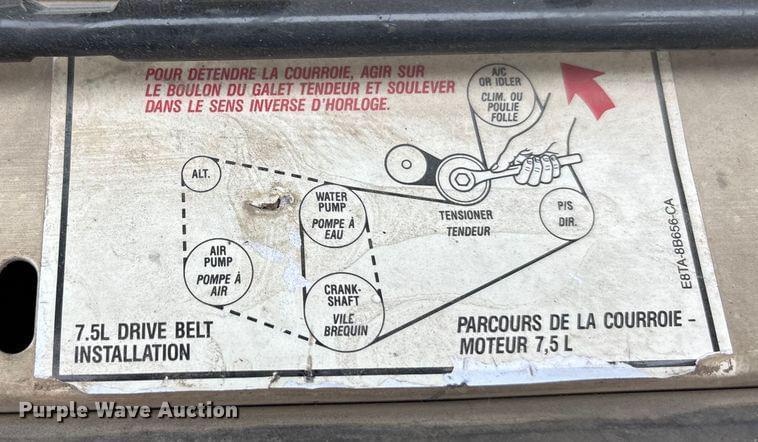 POUR DÉTENDRE LA COURROIE, AGIR SUR
LE BOULON DU GALET TENDEUR ET SOULEVER
DANS LE SENS INVERSE D'HORLOGE.
A/C
OR IDLER
CLIM. OU
POULIE
FOLLE
ALT.
WATER
PUMP
POMPE À
EAU
TENSIONER
TENDEUR
P/S
DIR.
AIR
PUMP
POMPE À
AIR
CRANK-
SHAFT
VILE
BREQUIN
E8TA-8B656-CA
7.5L DRIVE BELT
INSTALLATION
PARCOURS DE LA COURROIE -
MOTEUR 7,5 L
Purple Wave Auction